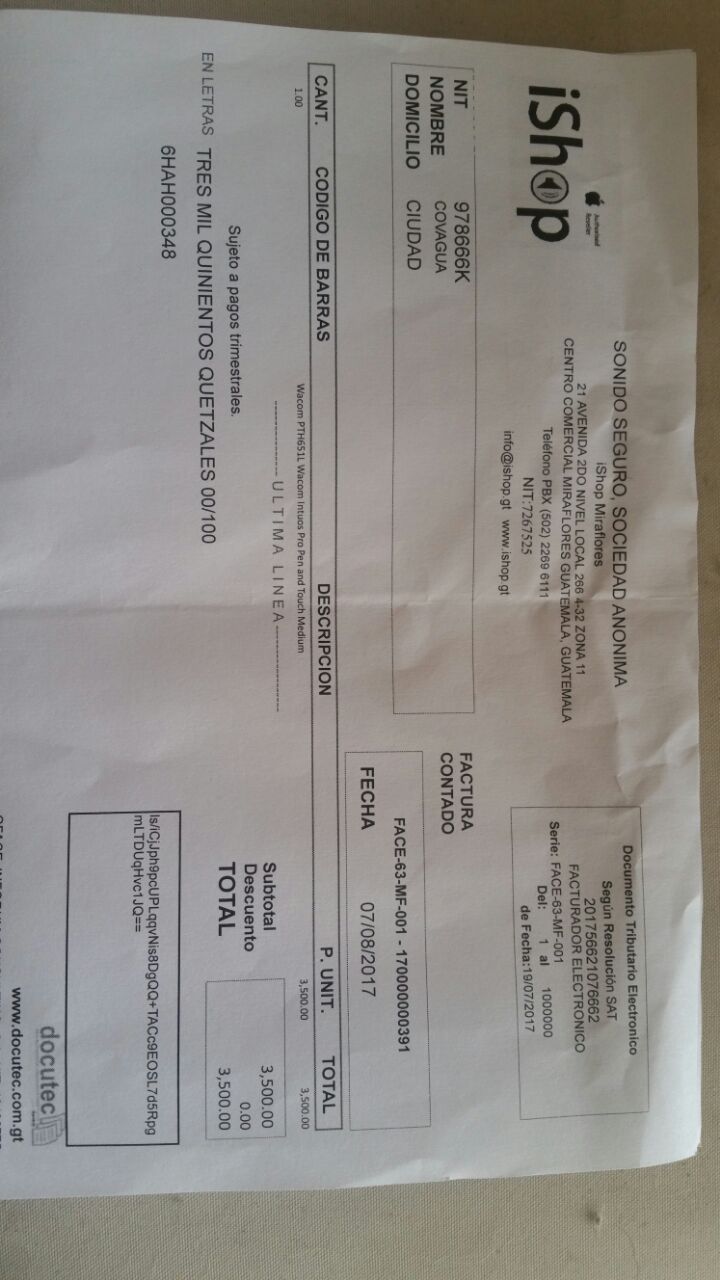 iShop
Authorised
Reseller
SONIDO SEGURO, SOCIEDAD ANONIMA
iShop Miraflores
21 AVENIDA 2DO NIVEL LOCAL 266 4-32 ZONA 11
CENTRO COMERCIAL MIRAFLORES GUATEMALA, GUATEMALA
Teléfono PBX (502) 2269 6111
NIT:7267525
info@ishop.gt www.ishop.gt
Documento Tributario Electronico
Según Resolución SAT
201756621076662
FACTURADOR ELECTRONICO
Serie: FACE-63-MF-001
Del: 1 al 1000000
de Fecha:19/07/2017
NIT 978666K
NOMBRE COVAGUA
DOMICILIO CIUDAD
FACTURA
CONTADO
FACE-63-MF-001 - 170000000391
FECHA 07/08/2017
CANT. CODIGO DE BARRAS DESCRIPCION P. UNIT. TOTAL
1.00 Wacom PTH651L Wacom Intuos Pro Pen and Touch Medium 3,500.00 3,500.00
------------- U L T I M A L I N E A -------------
Subtotal 3,500.00
Descuento 0.00
TOTAL 3,500.00
Sujeto a pagos trimestrales.
EN LETRAS TRES MIL QUINIENTOS QUETZALES 00/100
6HAH000348
ls/iCjJph9pcUPLqqvNis8DgQQ+TACc9EOSL7d5Rpg
mLTDUqHvc1JQ==
docutec
www.docutec.com.gt